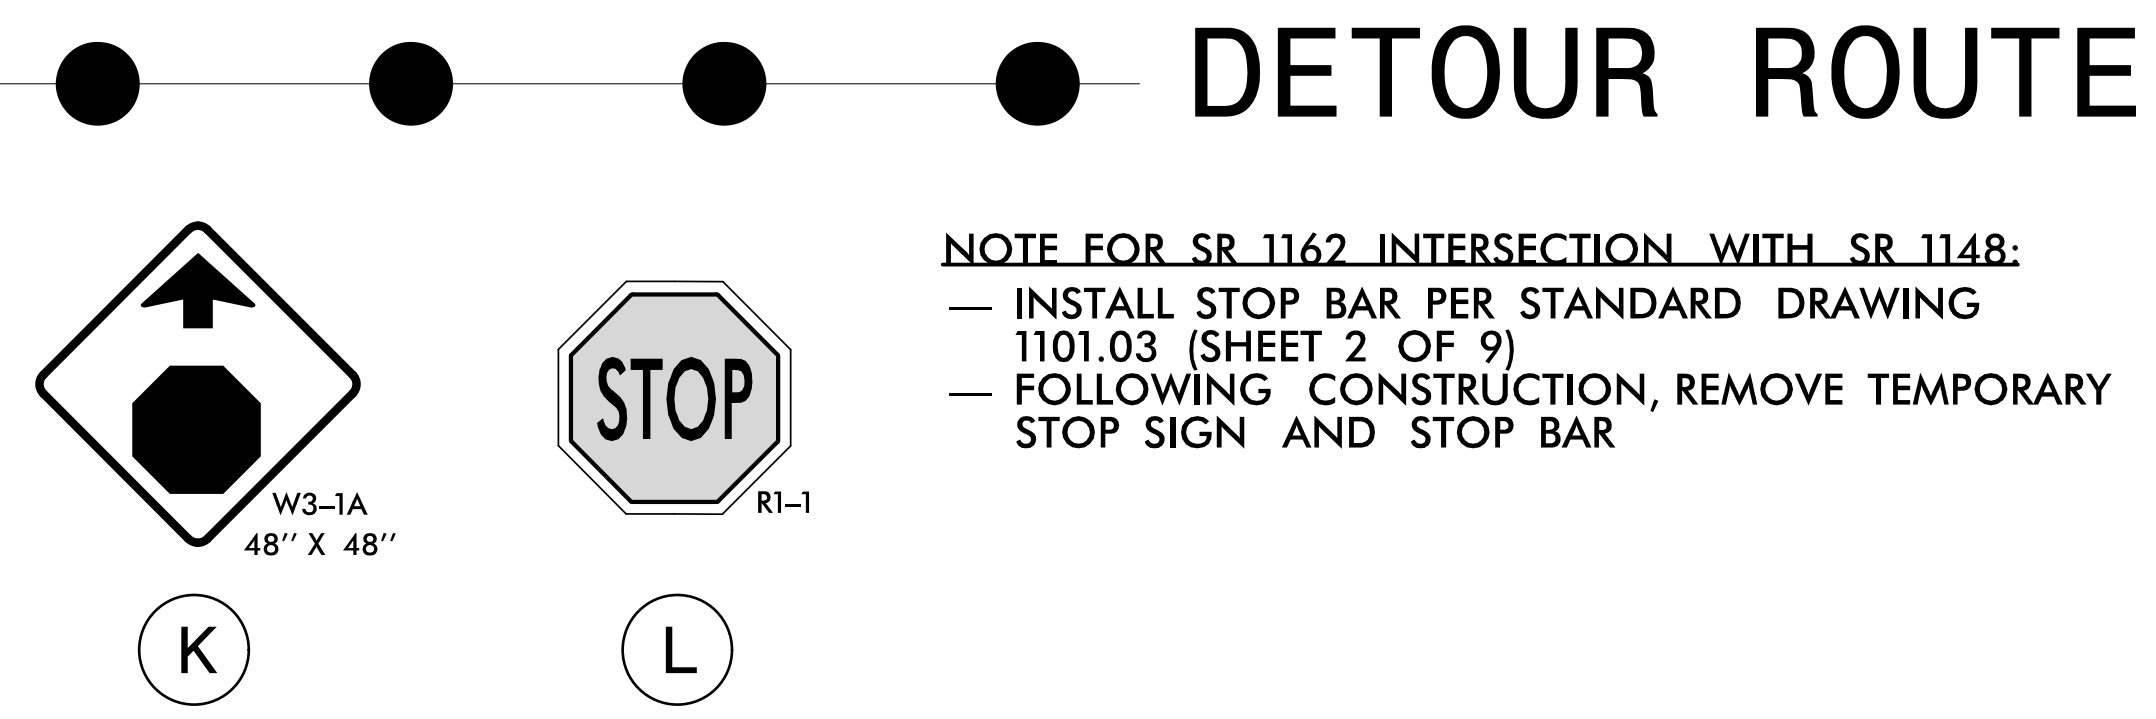 DETOUR ROUTE
NOTE FOR SR 1162 INTERSECTION WITH SR 1148:
— INSTALL STOP BAR PER STANDARD DRAWING
1101.03 (SHEET 2 OF 9)
— FOLLOWING CONSTRUCTION, REMOVE TEMPORARY
STOP SIGN AND STOP BAR
STOP
W3–1A
48'' X 48''
R1–1
K
L